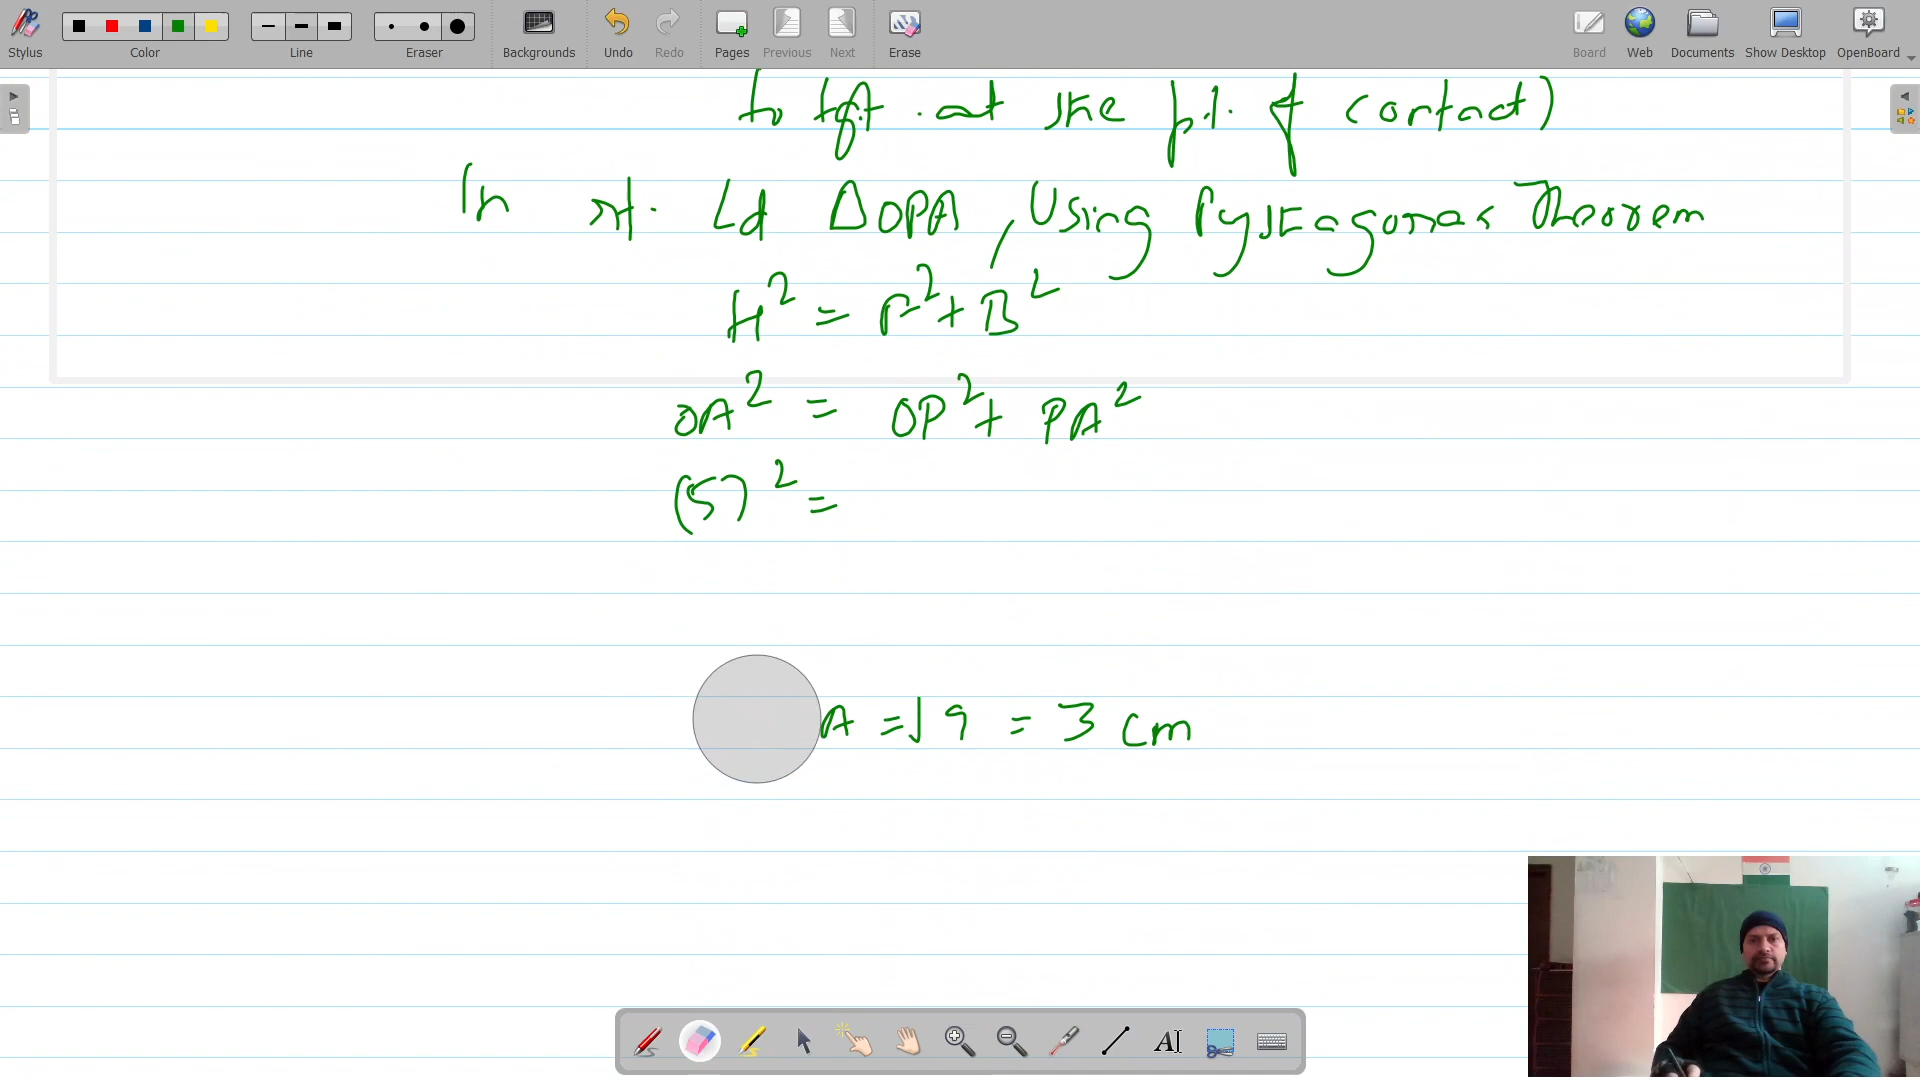 Stylus Color Line Eraser Backgrounds Undo Redo Pages Previous Next Erase Board Web Documents Show Desktop OpenBoard
to tgt. at the pt. of contact)
In rt. Ld ΔOPA, Using Pythagoras Theorem
H² = P² + B²
OA² = OP² + PA²
(5)² =
A = √9 = 3 cm